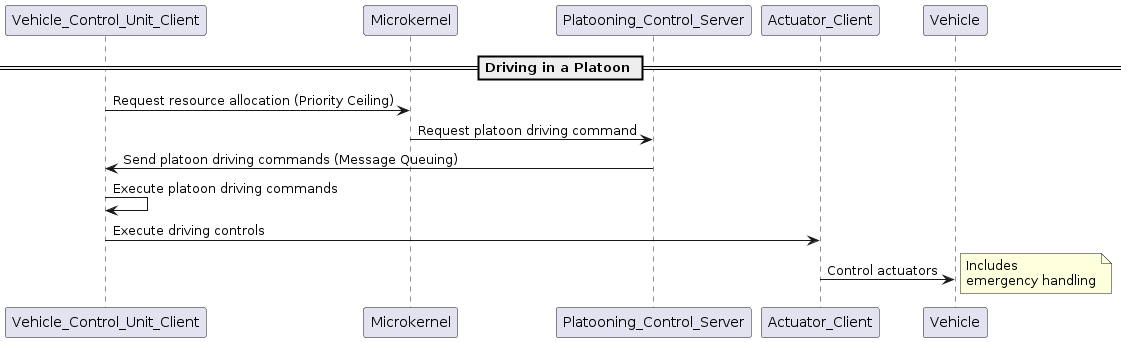 Vehicle_Control_Unit_Client
Microkernel
Platooning_Control_Server
Actuator_Client
Vehicle
Driving in a Platoon
Request resource allocation (Priority Ceiling)
Request platoon driving command
Send platoon driving commands (Message Queuing)
Execute platoon driving commands
Execute driving controls
Control actuators
Includes
emergency handling
Vehicle_Control_Unit_Client
Microkernel
Platooning_Control_Server
Actuator_Client
Vehicle